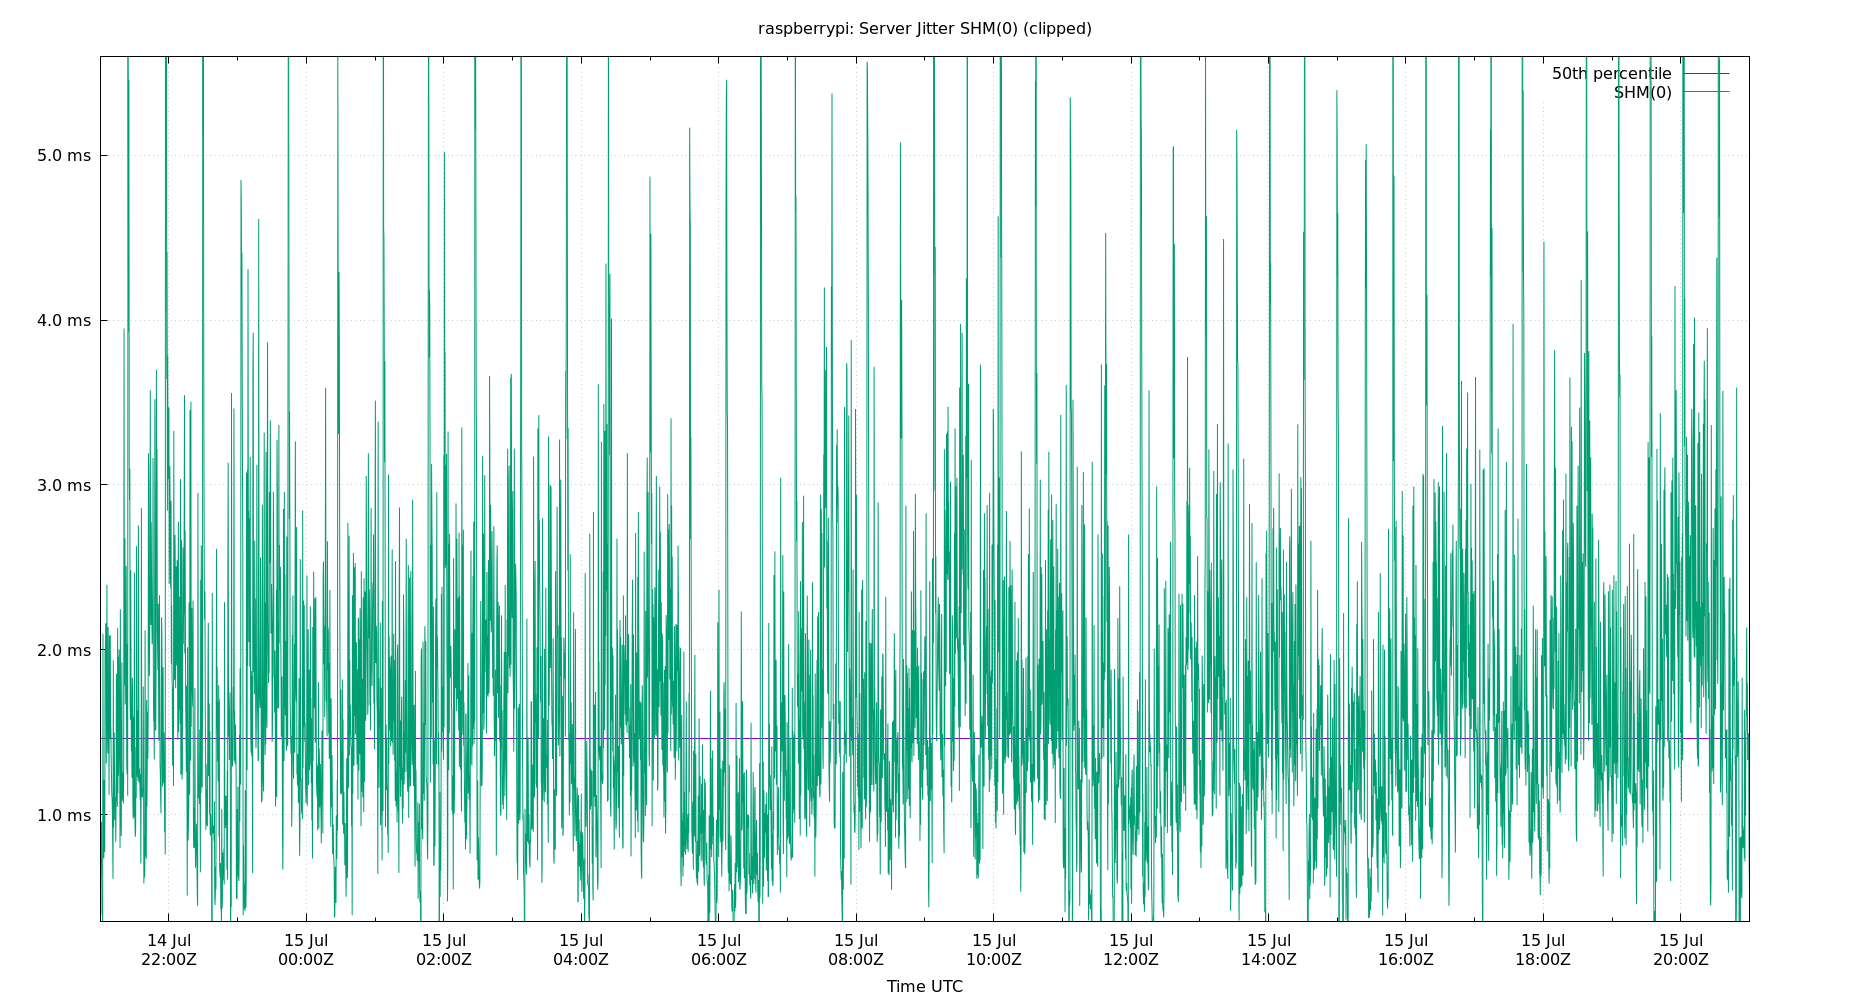 raspberrypi: Server Jitter SHM(0) (clipped)
50th percentile
SHM(0)
5.0 ms
4.0 ms
3.0 ms
2.0 ms
1.0 ms
14 Jul 15 Jul 15 Jul 15 Jul 15 Jul 15 Jul 15 Jul 15 Jul 15 Jul 15 Jul 15 Jul 15 Jul
22:00Z 00:00Z 02:00Z 04:00Z 06:00Z 08:00Z 10:00Z 12:00Z 14:00Z 16:00Z 18:00Z 20:00Z
Time UTC